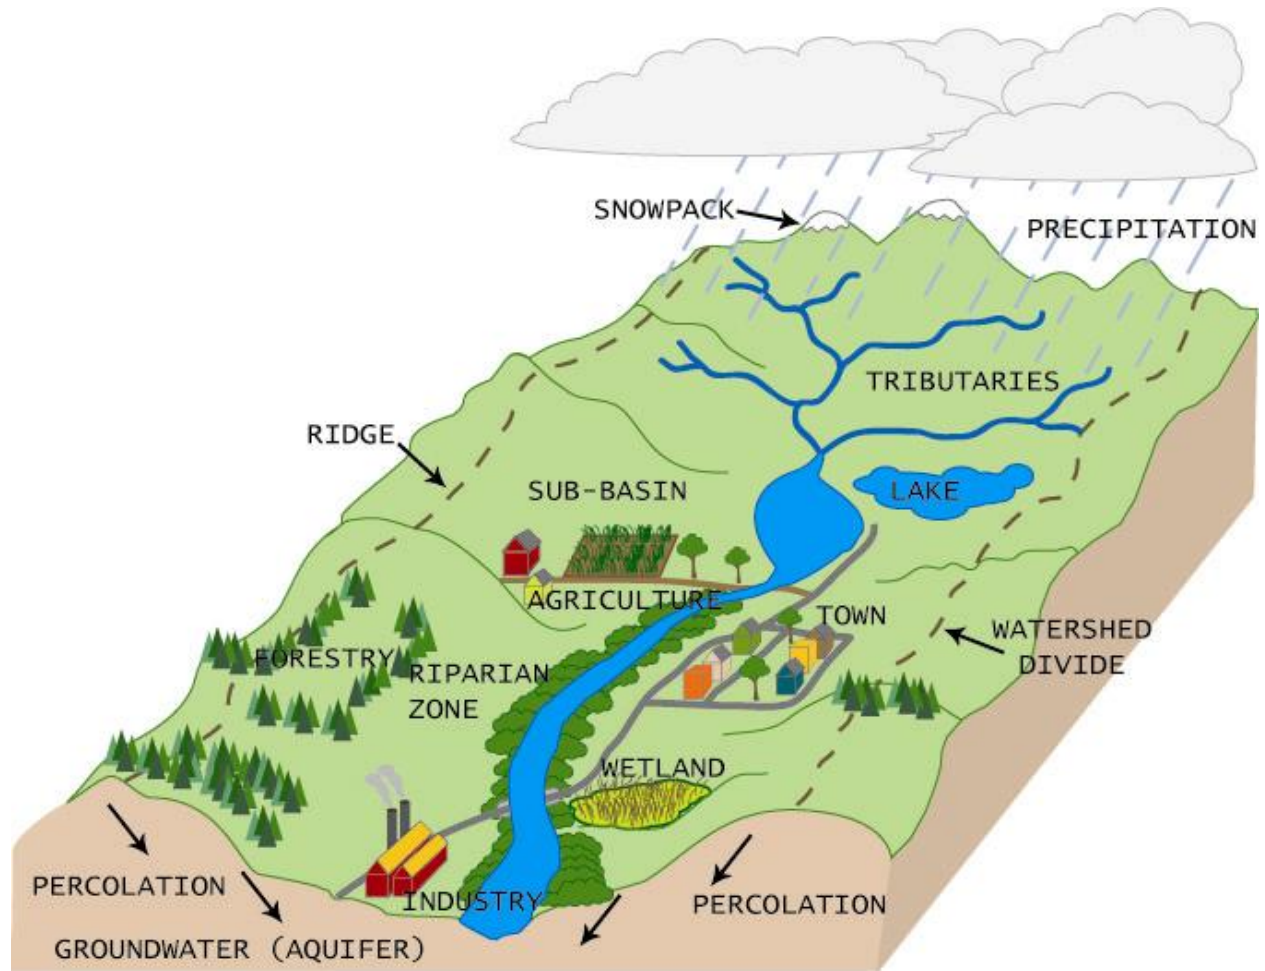 SNOWPACK
PRECIPITATION
TRIBUTARIES
RIDGE
SUB-BASIN
LAKE
AGRICULTURE
TOWN
WATERSHED
DIVIDE
FORESTRY
RIPARIAN
ZONE
WETLAND
PERCOLATION
INDUSTRY
PERCOLATION
GROUNDWATER (AQUIFER)